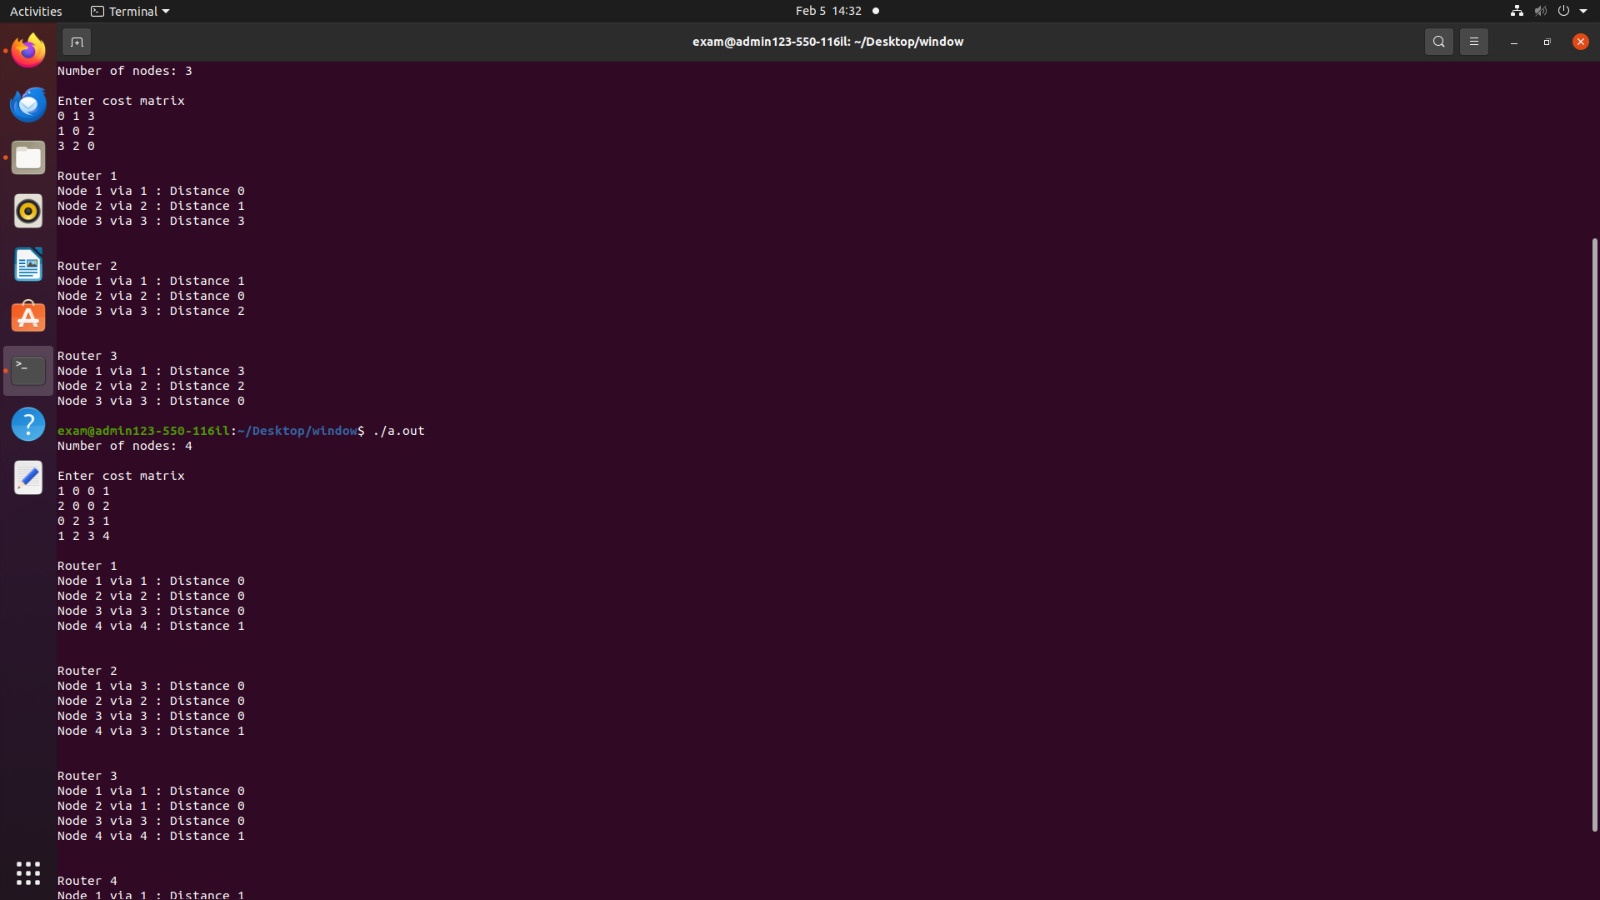 Activities
Terminal
Feb 5 14:32
exam@admin123-550-116il: ~/Desktop/window
Number of nodes: 3
Enter cost matrix
0 1 3
1 0 2
3 2 0
Router 1
Node 1 via 1 : Distance 0
Node 2 via 2 : Distance 1
Node 3 via 3 : Distance 3
Router 2
Node 1 via 1 : Distance 1
Node 2 via 2 : Distance 0
Node 3 via 3 : Distance 2
Router 3
Node 1 via 1 : Distance 3
Node 2 via 2 : Distance 2
Node 3 via 3 : Distance 0
exam@admin123-550-116il:~/Desktop/window$ ./a.out
Number of nodes: 4
Enter cost matrix
1 0 0 1
2 0 0 2
0 2 3 1
1 2 3 4
Router 1
Node 1 via 1 : Distance 0
Node 2 via 2 : Distance 0
Node 3 via 3 : Distance 0
Node 4 via 4 : Distance 1
Router 2
Node 1 via 3 : Distance 0
Node 2 via 2 : Distance 0
Node 3 via 3 : Distance 0
Node 4 via 3 : Distance 1
Router 3
Node 1 via 1 : Distance 0
Node 2 via 1 : Distance 0
Node 3 via 3 : Distance 0
Node 4 via 4 : Distance 1
Router 4
Node 1 via 1 : Distance 1